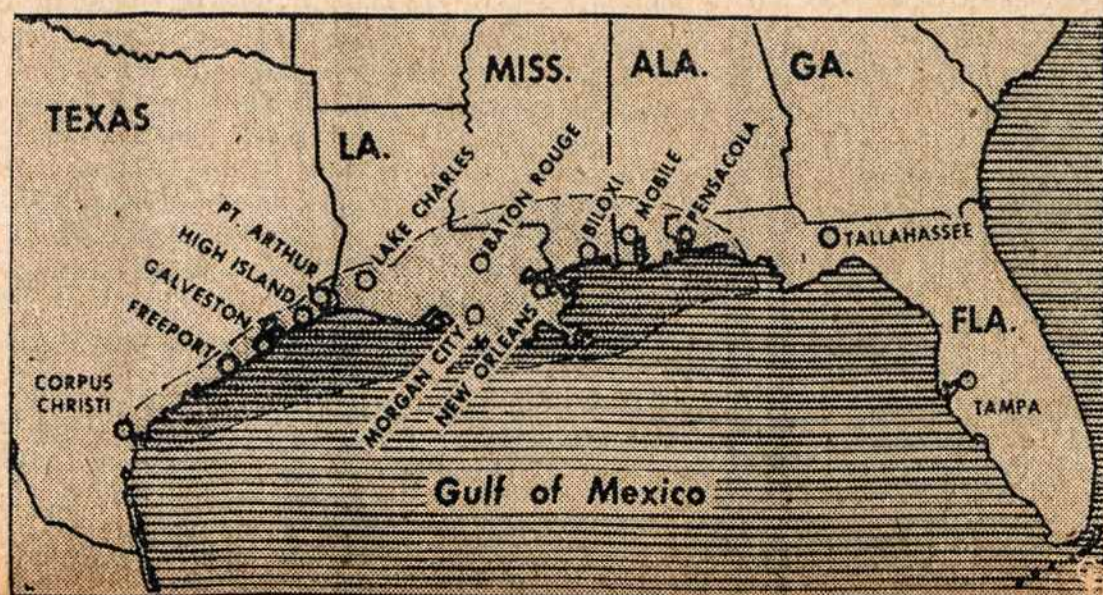 TEXAS
LA.
MISS.
ALA.
GA.
PT. ARTHUR
HIGH ISLAND
GALVESTON
FREEPORT
CORPUS
CHRISTI
LAKE CHARLES
BATON ROUGE
BILOXI
MOBILE
PENSACOLA
TALLAHASSEE
FLA.
TAMPA
MORGAN CITY
NEW ORLEANS
Gulf of Mexico